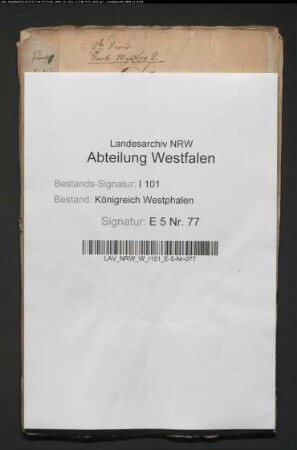 Landesarchiv NRW
Abteilung Westfalen
Bestands-Signatur: I 101
Bestand: Königreich Westphalen
Signatur: E 5 Nr. 77
LAV_NRW_W_I101_E-5-Nr-077